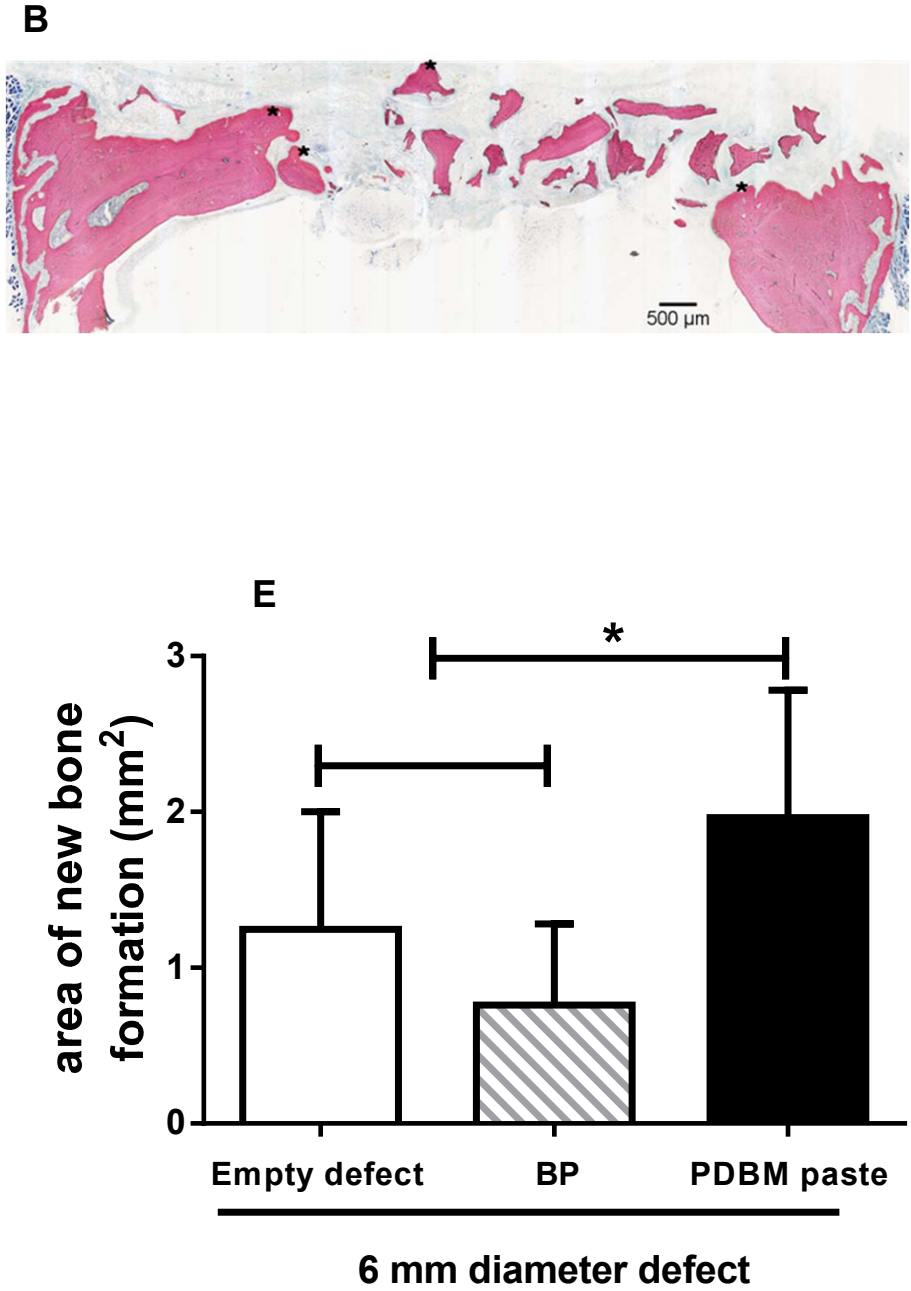 B
*
*
*
*
500 µm
E
*
3
2
1
0
area of new bone
formation (mm²)
Empty defect
BP
PDBM paste
6 mm diameter defect